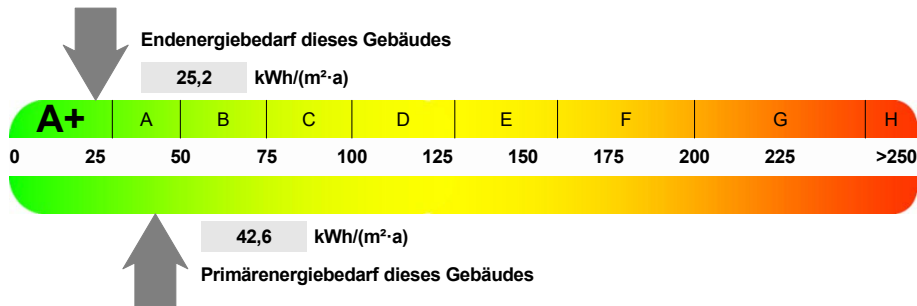 Endenergiebedarf dieses Gebäudes
25,2 kWh/(m²·a)
A+ A B C D E F G H
0 25 50 75 100 125 150 175 200 225 >250
42,6 kWh/(m²·a)
Primärenergiebedarf dieses Gebäudes